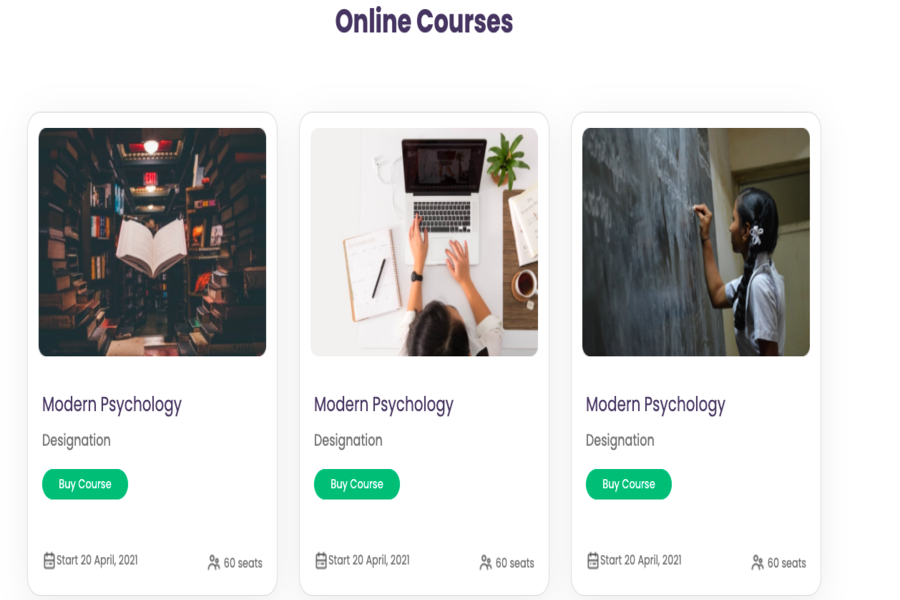 Online Courses
Modern Psychology
Designation
Buy Course
Start 20 April, 2021
60 seats
Modern Psychology
Designation
Buy Course
Start 20 April, 2021
60 seats
Modern Psychology
Designation
Buy Course
Start 20 April, 2021
60 seats